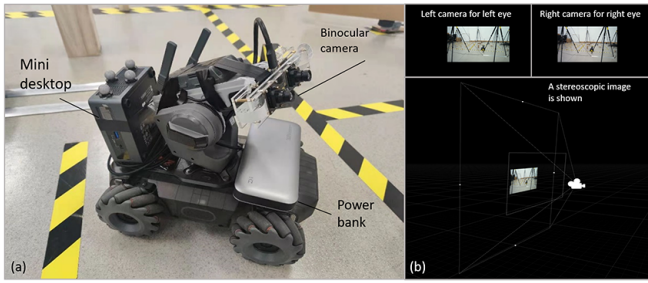 Mini
desktop
Binocular
camera
Power
bank
(a)
Left camera for left eye
Right camera for right eye
A stereoscopic image
is shown
(b)